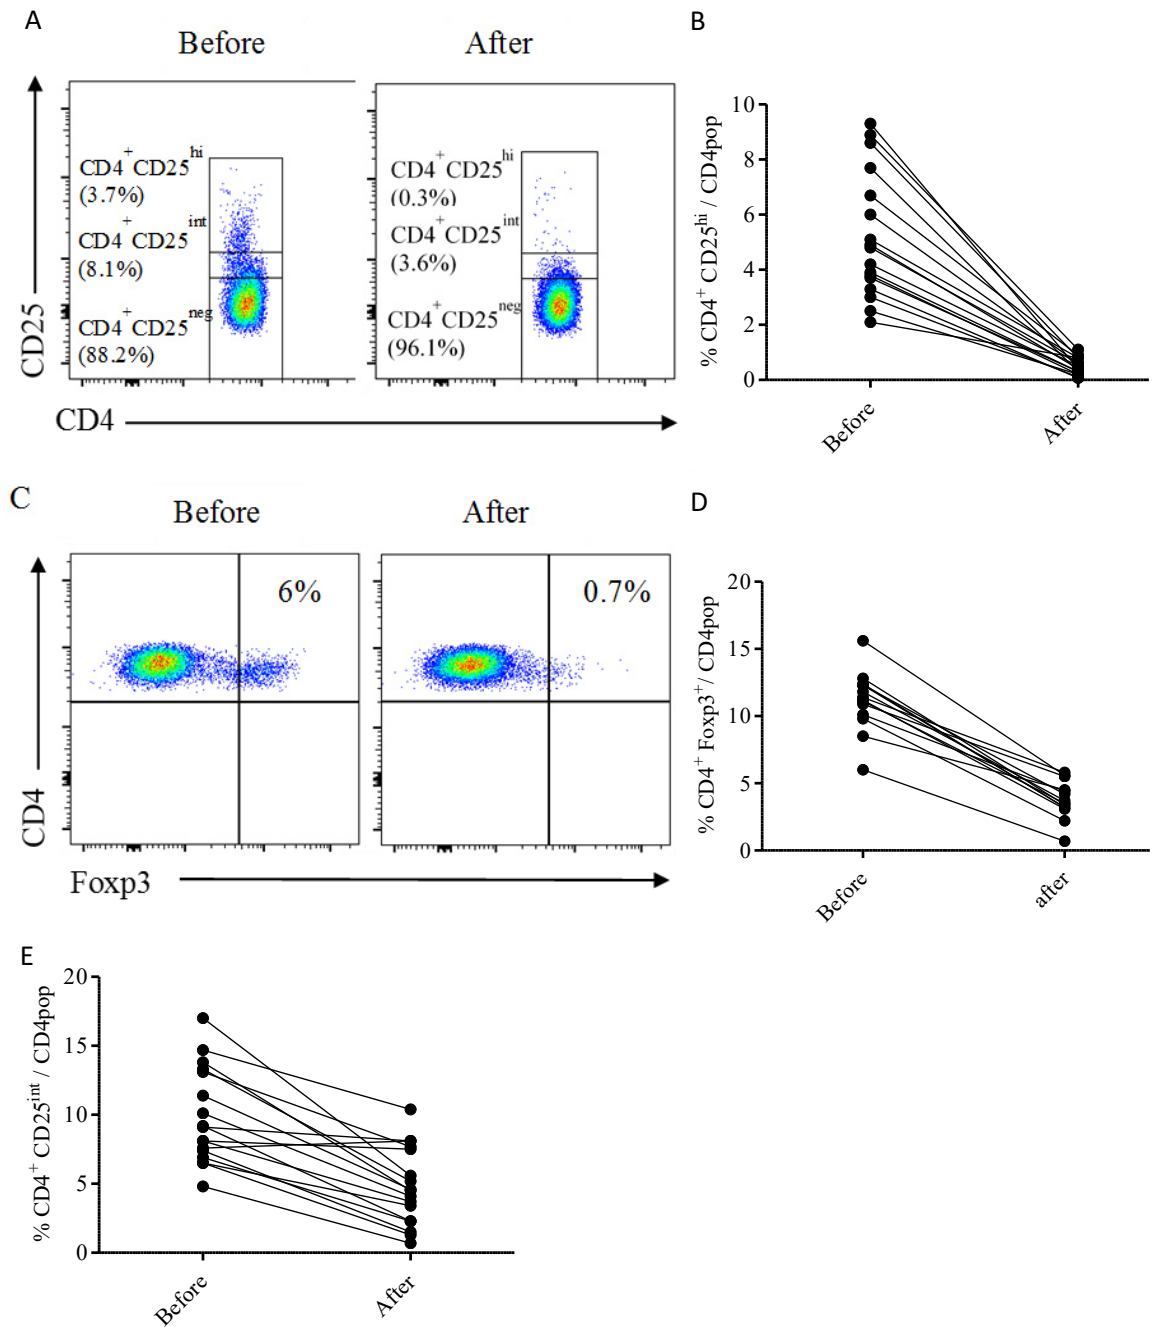 A
Before
After
CD25
CD4⁺CD25ʰⁱ
(3.7%)
CD4⁺CD25ⁱⁿᵗ
(8.1%)
CD4⁺CD25ⁿᵉᵍ
(88.2%)
CD4⁺CD25ʰⁱ
(0.3%)
CD4⁺CD25ⁱⁿᵗ
(3.6%)
CD4⁺CD25ⁿᵉᵍ
(96.1%)
CD4
B
% CD4⁺ CD25ʰⁱ / CD4pop
10
8
6
4
2
0
Before
After
C
Before
After
CD4
6%
0.7%
Foxp3
D
% CD4⁺ Foxp3⁺/ CD4pop
20
15
10
5
0
Before
after
E
% CD4⁺ CD25ⁱⁿᵗ / CD4pop
20
15
10
5
0
Before
After